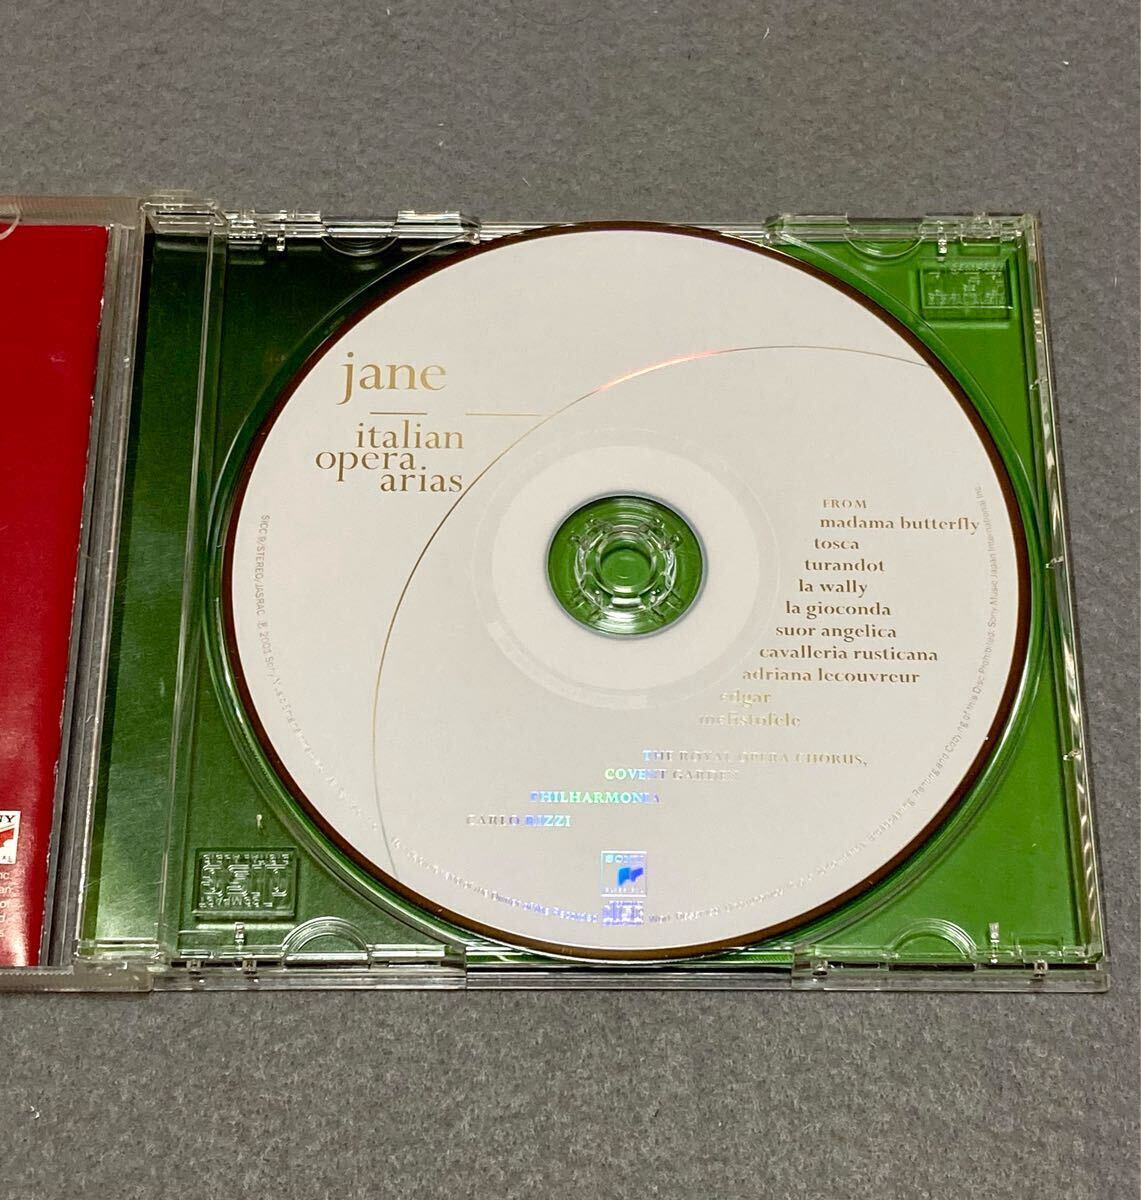 jane
italian
opera
arias
FROM
madama butterfly
tosca
turandot
la wally
la gioconda
suor angelica
cavalleria rusticana
adriana lecouvreur
edgar
mefistofele
THE ROYAL OPERA CHORUS,
COVENT GARDEN
PHILHARMONIA
CARLO RIZZI
SONY